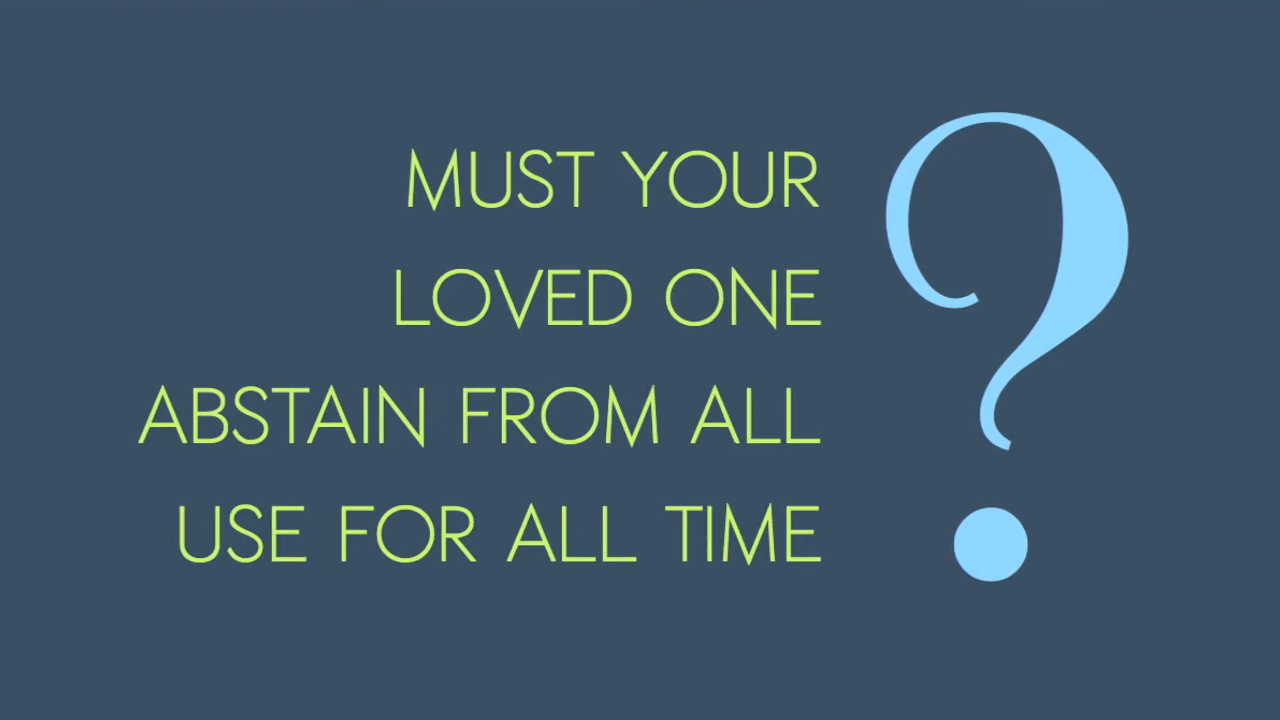 MUST YOUR
LOVED ONE
ABSTAIN FROM ALL
USE FOR ALL TIME
?